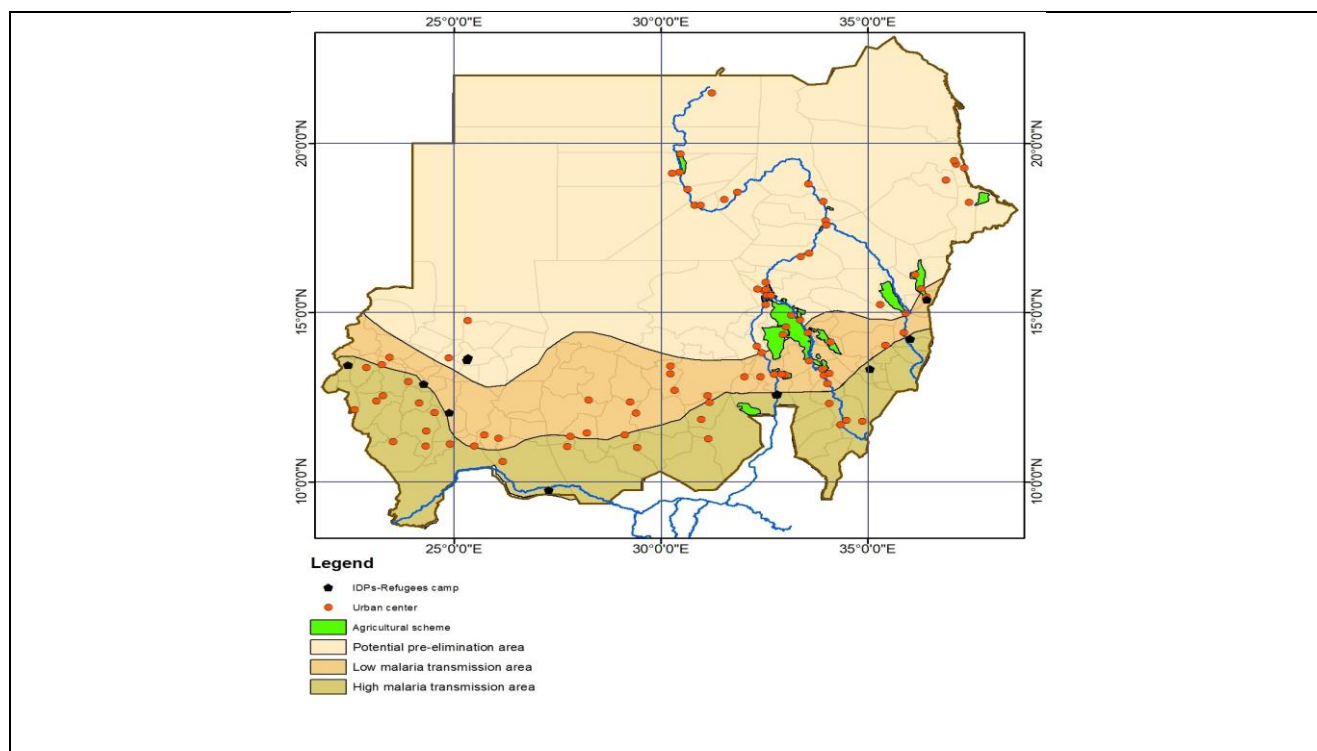 25°0'0"E 30°0'0"E 35°0'0"E
20°0'0"N 20°0'0"N
15°0'0"N 15°0'0"N
10°0'0"N 10°0'0"N
25°0'0"E 30°0'0"E 35°0'0"E
Legend
IDPs-Refugees camp
Urban center
Agricultural scheme
Potential pre-elimination area
Low malaria transmission area
High malaria transmission area